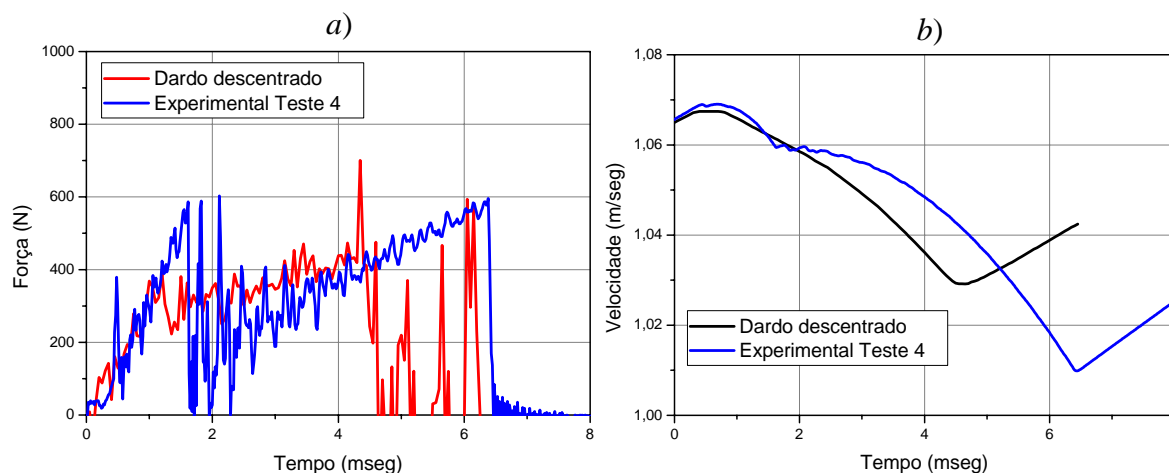 a)
b)
1000
800
600
400
200
0
0
2
4
6
8
Força (N)
Tempo (mseg)
Dardo descentrado
Experimental Teste 4
1,08
1,06
1,04
1,02
1,00
0
2
4
6
Velocidade (m/seg)
Tempo (mseg)
Dardo descentrado
Experimental Teste 4